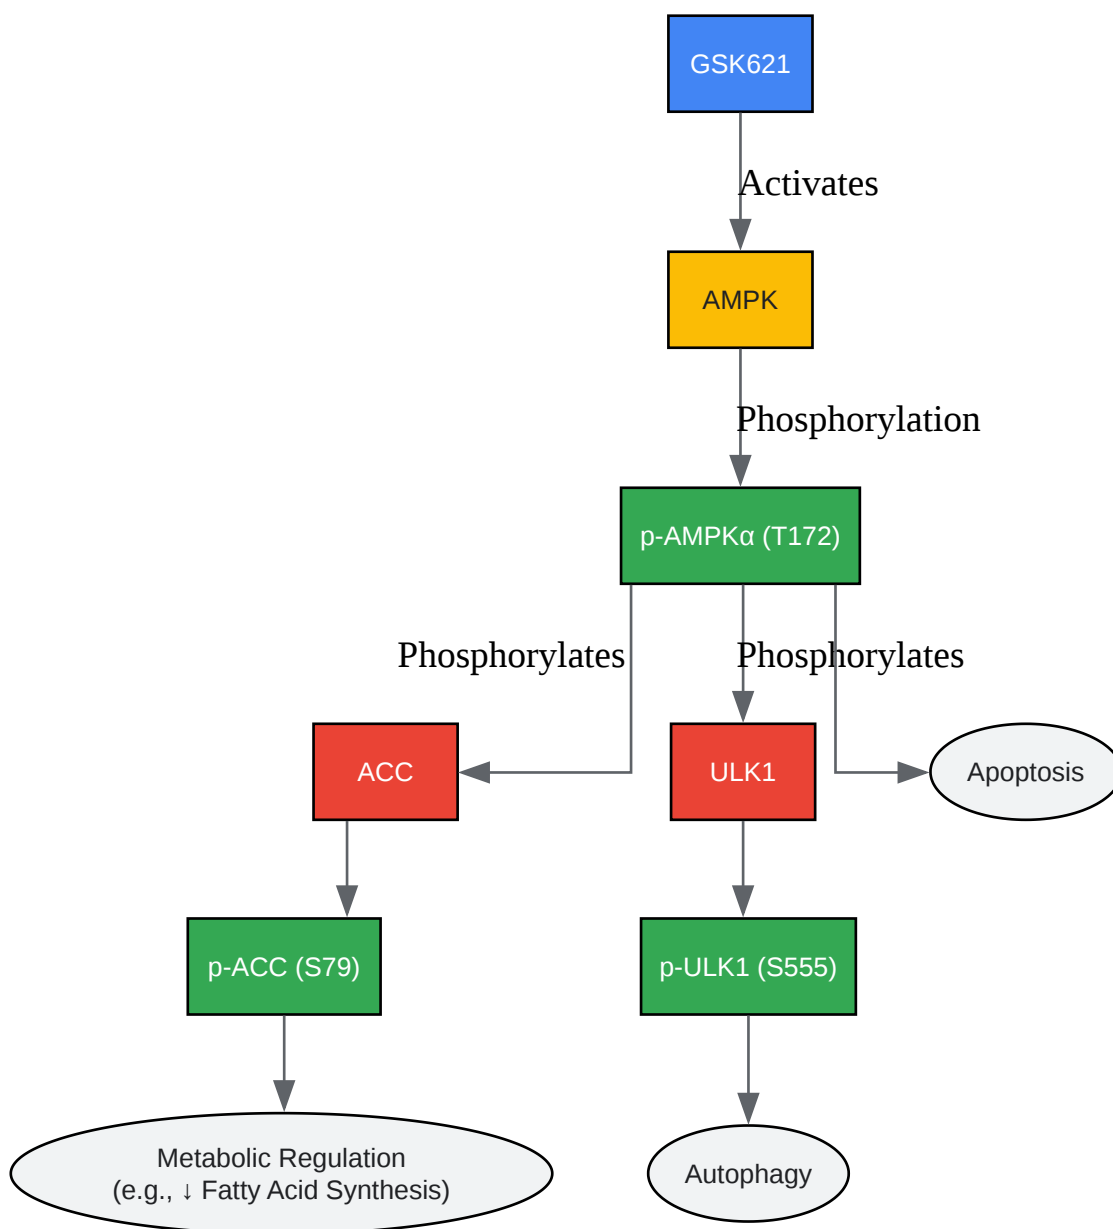 GSK621
Activates
AMPK
Phosphorylation
p-AMPKα (T172)
Phosphorylates
Phosphorylates
ACC
ULK1
Apoptosis
p-ACC (S79)
p-ULK1 (S555)
Metabolic Regulation
(e.g., ↓ Fatty Acid Synthesis)
Autophagy